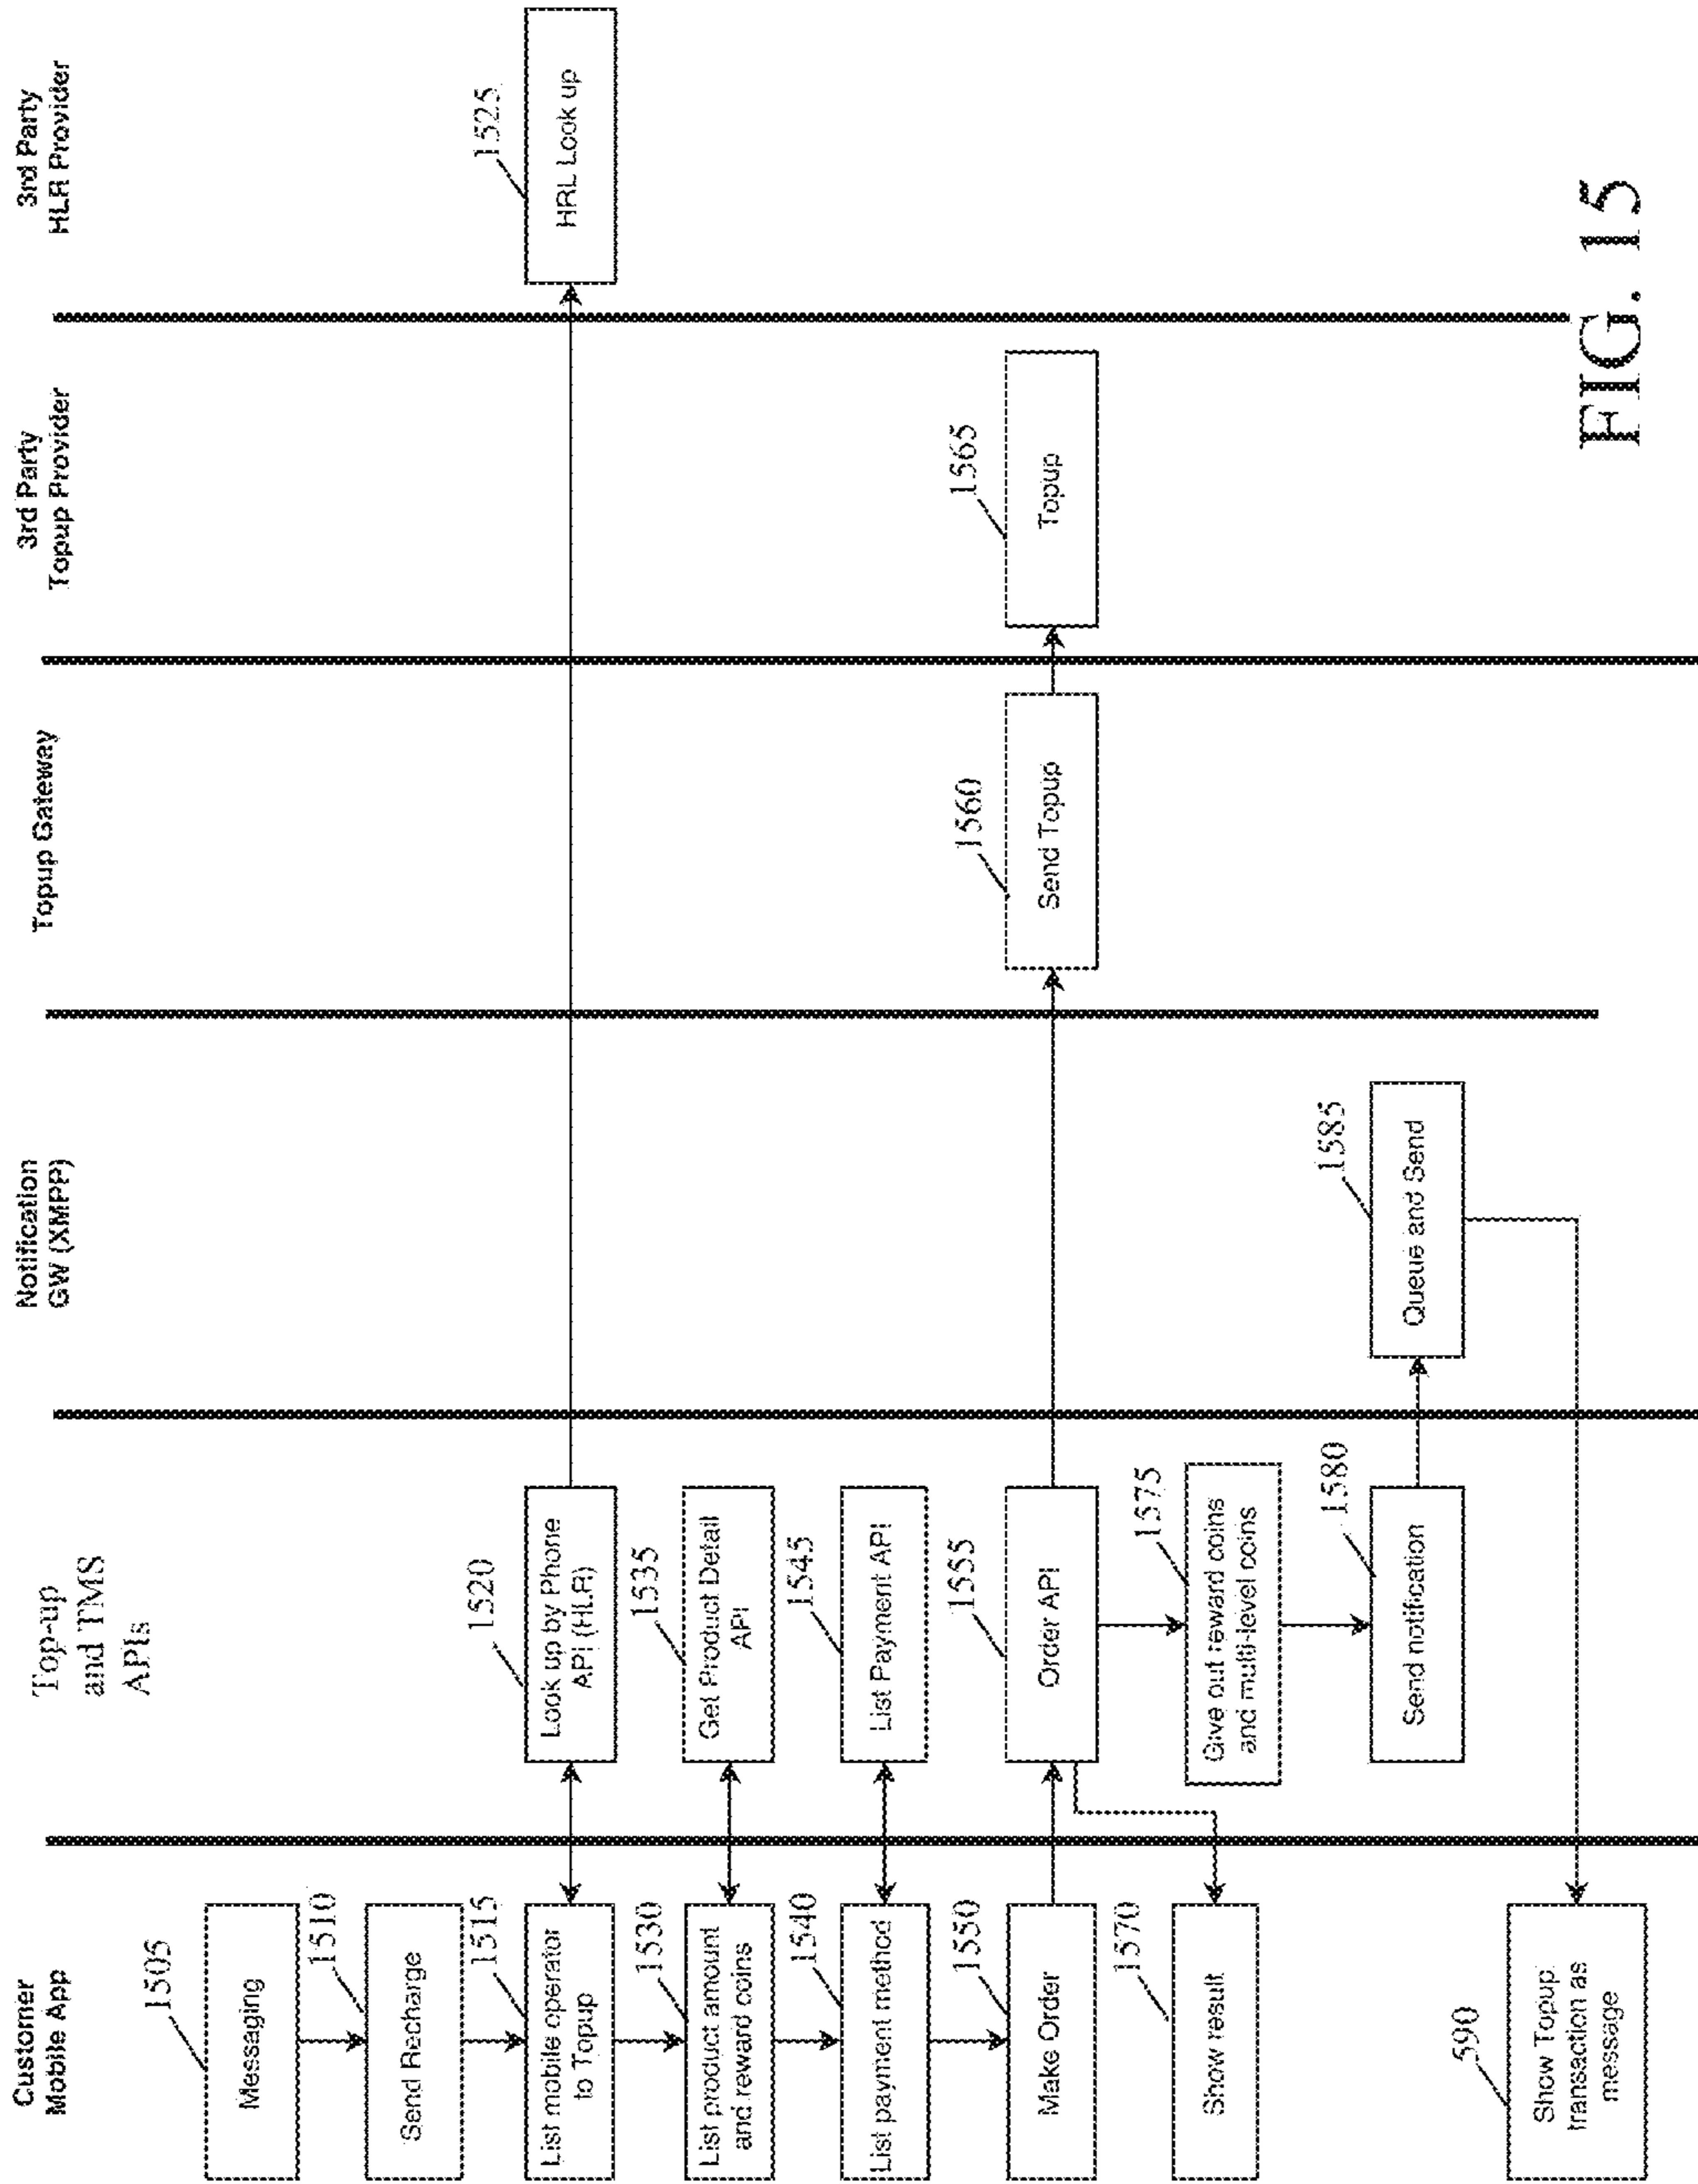 Customer
Mobile App
Top-up
and TMS
APIs
Notification
GW (XMPP)
Topup Gateway
3rd Party
Topup Provider
3rd Party
HLR Provider
1505
Messaging
1510
Send Recharge
1515
List mobile operator
to Topup
1520
Look up by Phone
API (HLR)
1525
HRL Look up
1530
List product amount
and reward coins
1535
Get Product Detail
API
1540
List payment method
1545
List Payment API
1550
Make Order
1555
Order API
1560
Send Topup
1565
Topup
1570
Show result
1575
Give out reward coins
and multi-level coins
1580
Send notification
1585
Queue and Send
590
Show Topup
transaction as
message
FIG. 15